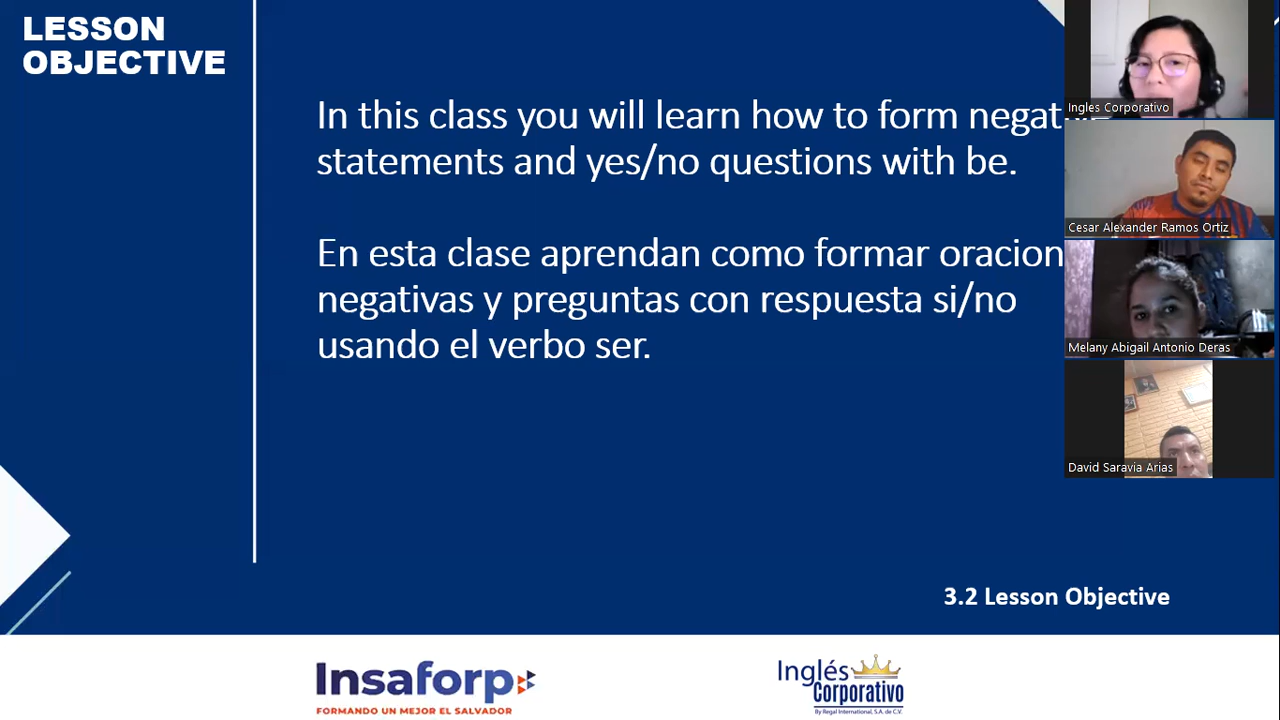 LESSON
OBJECTIVE
In this class you will learn how to form negat
statements and yes/no questions with be.
En esta clase aprendan como formar oracion
negativas y preguntas con respuesta si/no
usando el verbo ser.
3.2 Lesson Objective
Insaforp
FORMANDO UN MEJOR EL SALVADOR
Inglés
Corporativo
By Regal International, S.A. de C.V.
Ingles Corporativo
Cesar Alexander Ramos Ortiz
Melany Abigail Antonio Deras
David Saravia Arias